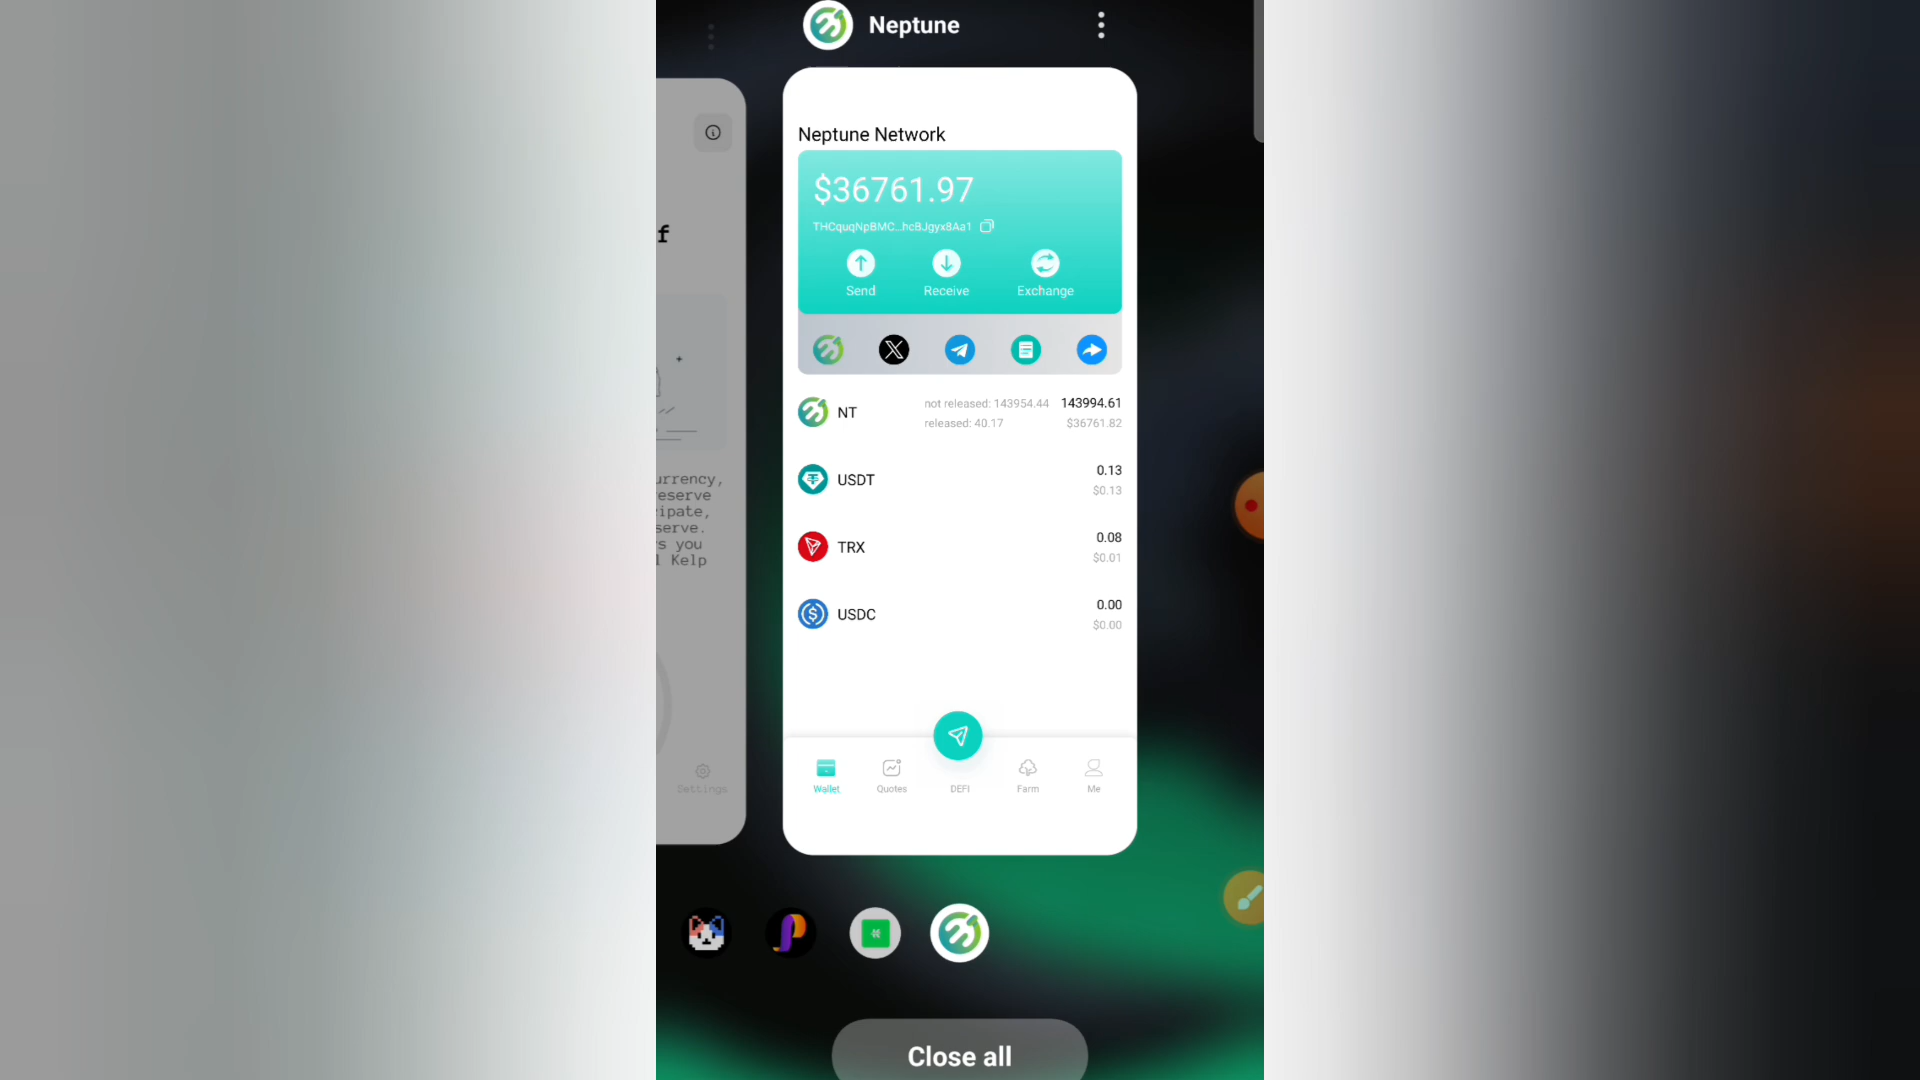 Neptune
f
urrency,
eserve
ipate,
serve.
s you
l Kelp
Settings
Neptune Network
$36761.97
THCquqNpBMC...hcBJgyx8Aa1
Send
Receive
Exchange
NT
not released: 143954.44
143994.61
released: 40.17
$36761.82
USDT
0.13
$0.13
TRX
0.08
$0.01
USDC
0.00
$0.00
Wallet
Quotes
DEFI
Farm
Me
Close all